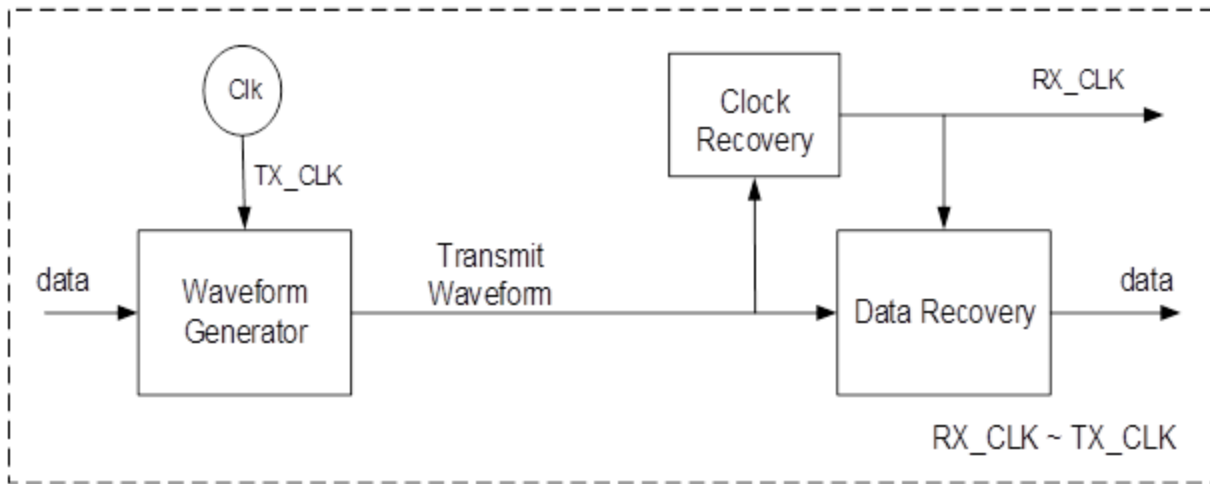 Clk
TX_CLK
Clock
Recovery
RX_CLK
data
Waveform
Generator
Transmit
Waveform
Data Recovery
data
RX_CLK ~ TX_CLK